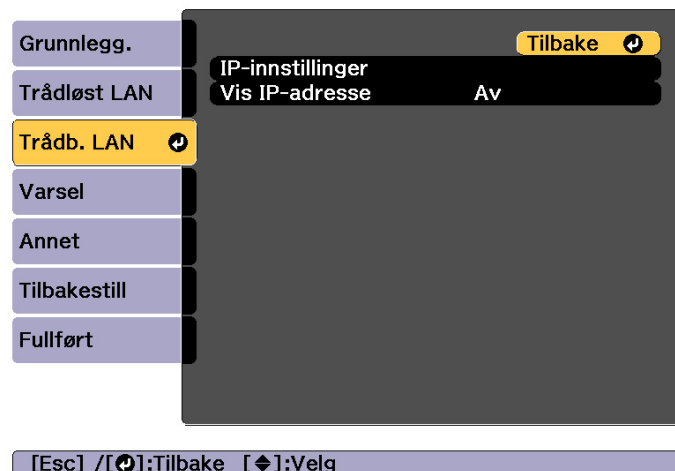 Grunnlegg.
Trådløst LAN
Trådb. LAN
Varsel
Annet
Tilbakestill
Fullført
Tilbake
IP-innstillinger
Vis IP-adresse Av
[Esc] /[ ]:Tilbake [ ]:Velg